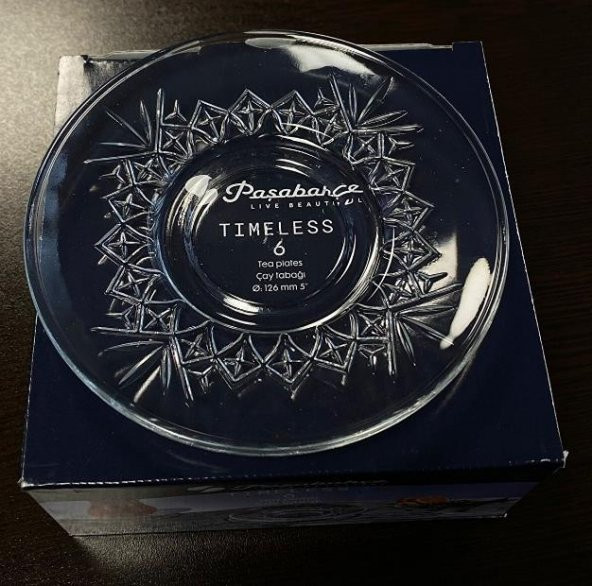 Paşabahçe
LIVE BEAUTIFUL
TIMELESS
6
Tea plates
Çay tabağı
Ø: 126 mm 5"